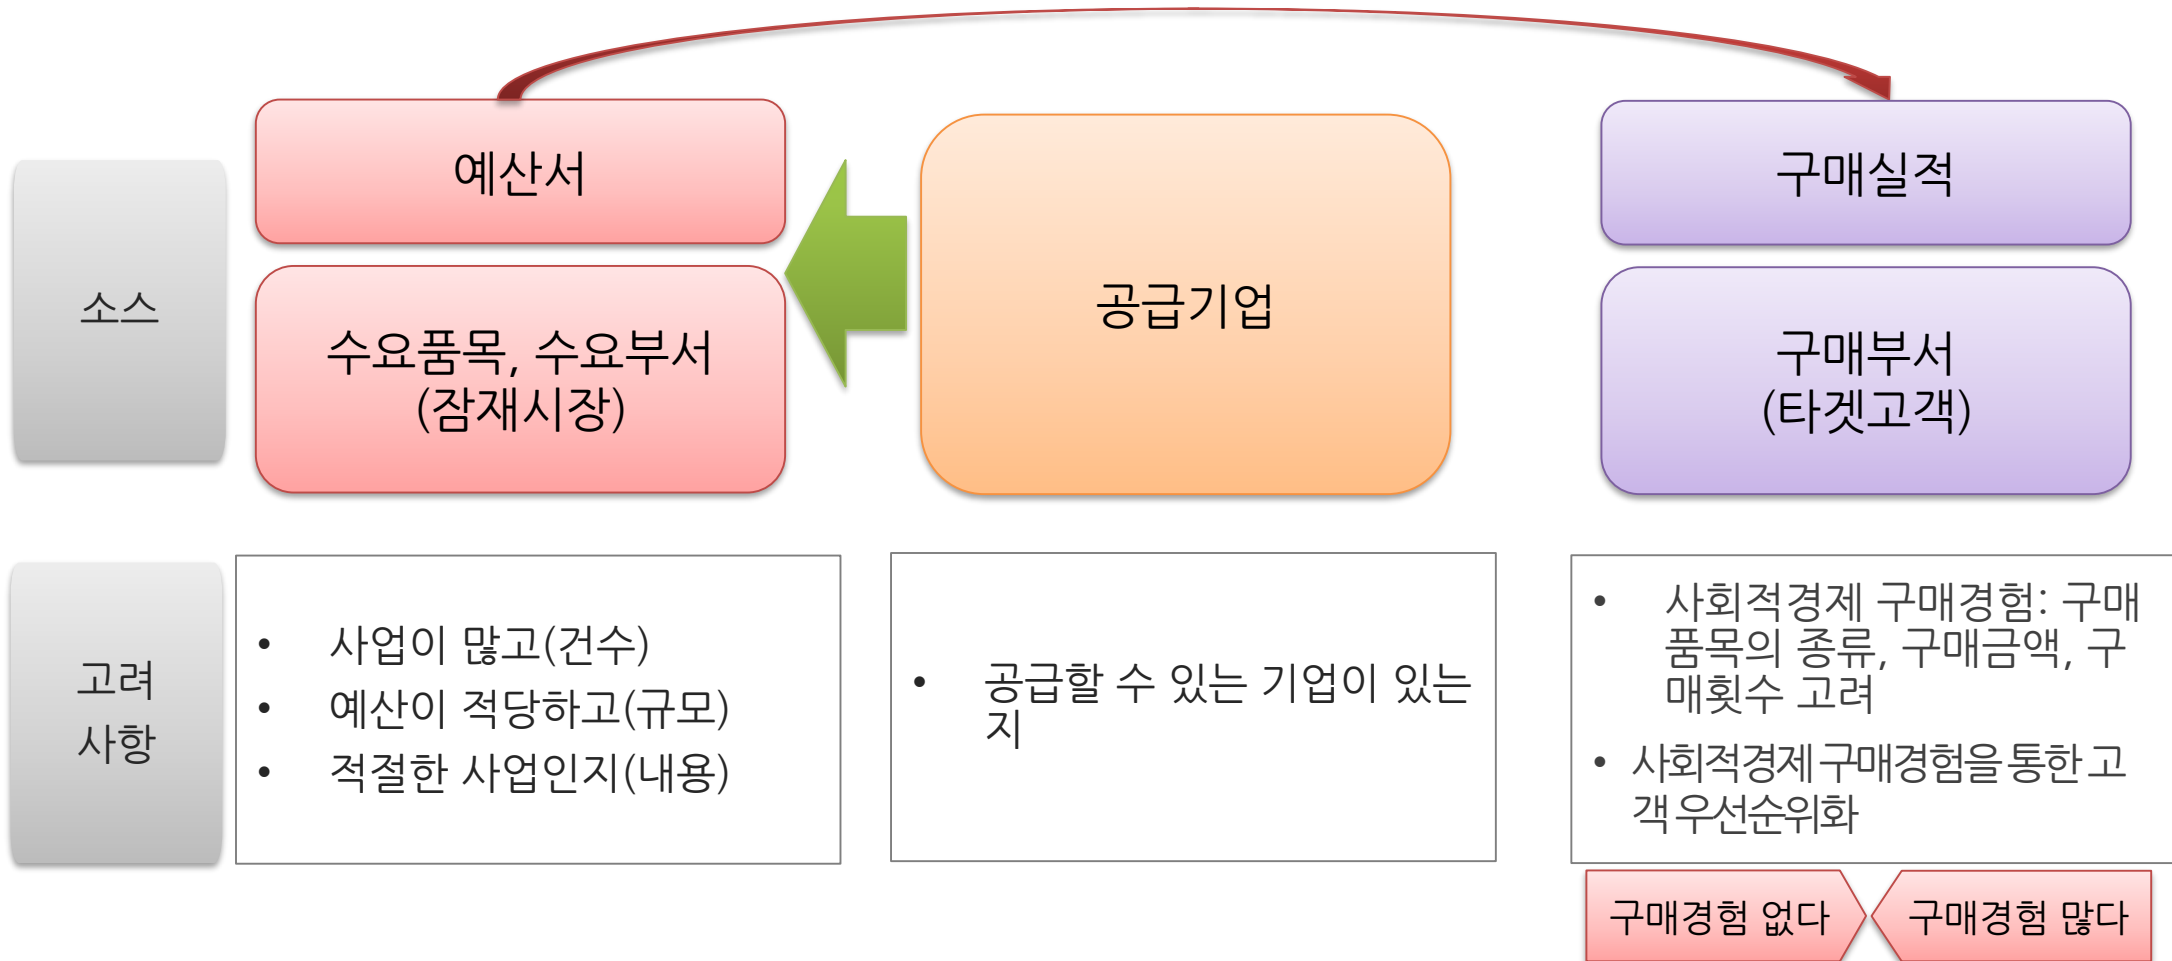 소스
예산서
수요품목, 수요부서
(잠재시장)
공급기업
구매실적
구매부서
(타겟고객)
고려
사항
• 사업이 많고(건수)
• 예산이 적당하고(규모)
• 적절한 사업인지(내용)
• 공급할 수 있는 기업이 있는
지
• 사회적경제 구매경험: 구매
품목의 종류, 구매금액, 구
매횟수 고려
• 사회적경제 구매경험을 통한 고
객 우선순위화
구매경험 없다
구매경험 많다